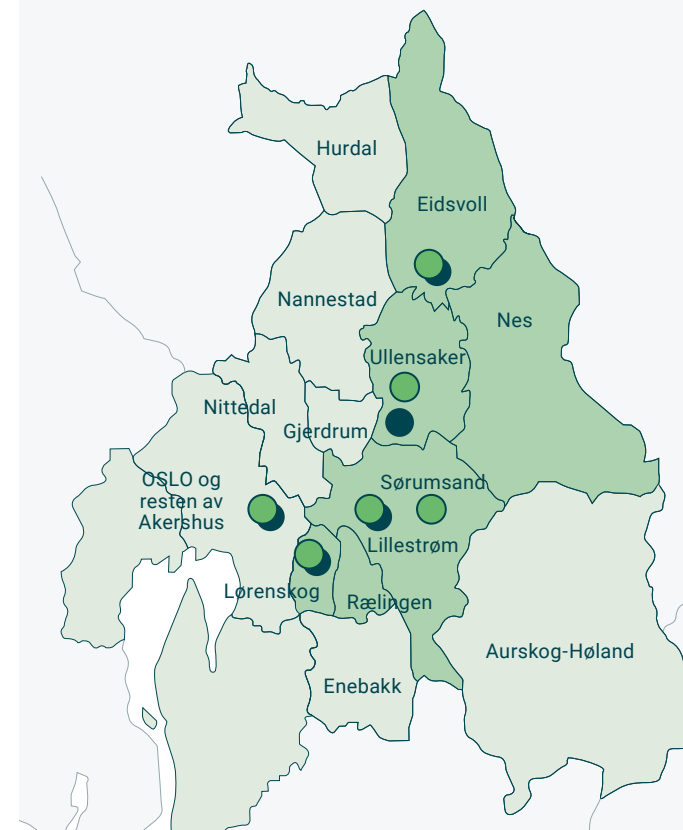 Hurdal
Eidsvoll
Nannestad
Nes
Ullensaker
Nittedal
Gjerdrum
OSLO og
resten av
Akershus
Sørumsand
Lillestrøm
Lørenskog
Rælingen
Aurskog-Høland
Enebakk